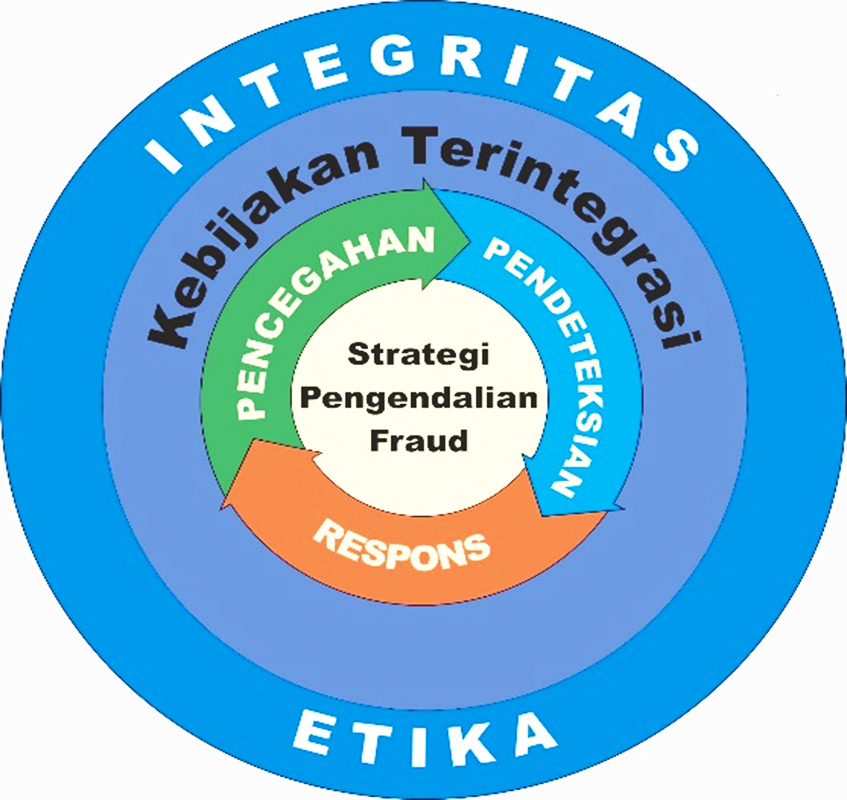 INTEGRITAS
Kebijakan Terintegrasi
PENCEGAHAN
PENDETEKSIAN
Strategi
Pengendalian
Fraud
RESPONS
ETIKA